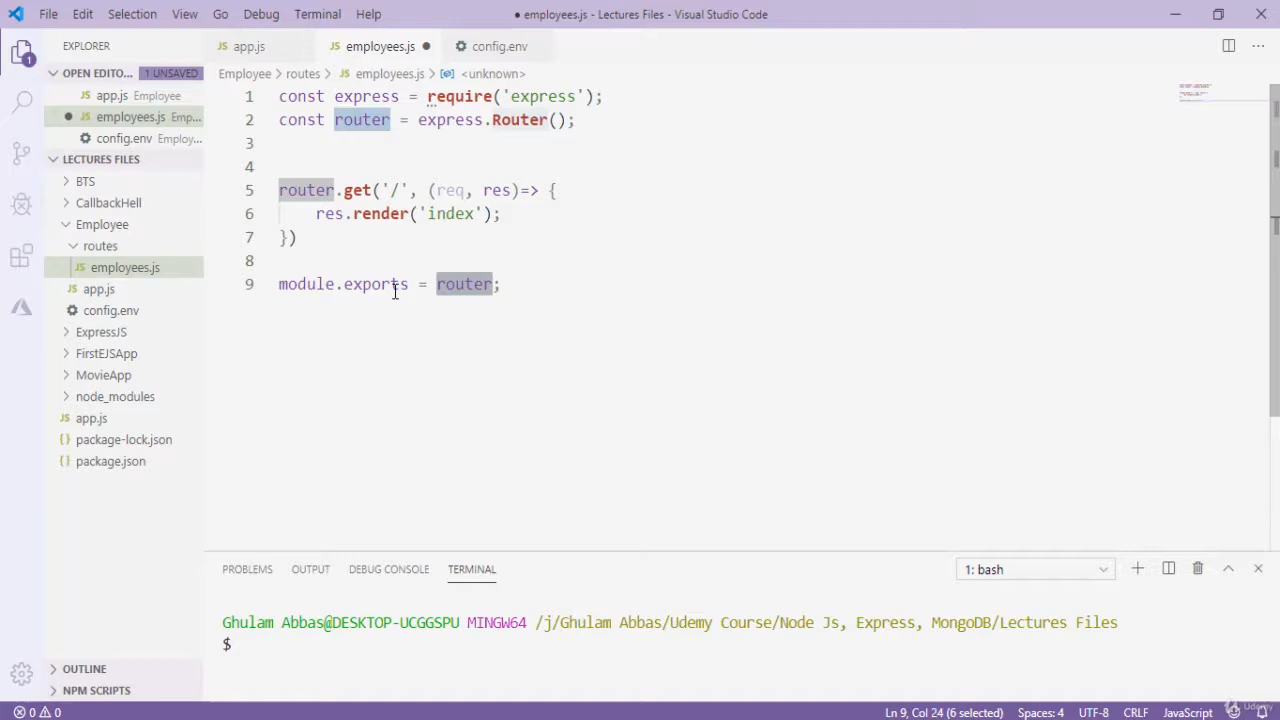 File Edit Selection View Go Debug Terminal Help
● employees.js - Lectures Files - Visual Studio Code
EXPLORER
app.js
employees.js
config.env
OPEN EDITO... 1 UNSAVED
Employee > routes > employees.js > <unknown>
app.js Employee
employees.js Emp...
config.env Employ...
LECTURES FILES
BTS
CallbackHell
Employee
routes
employees.js
app.js
config.env
ExpressJS
FirstEJSApp
MovieApp
node_modules
app.js
package-lock.json
package.json
OUTLINE
NPM SCRIPTS
1 const express = require('express');
2 const router = express.Router();
3
4
5 router.get('/', (req, res)=> {
6 res.render('index');
7 })
8
9 module.exports = router;
PROBLEMS OUTPUT DEBUG CONSOLE TERMINAL
1: bash
Ghulam Abbas@DESKTOP-UCGGSPU MINGW64 /j/Ghulam Abbas/Udemy Course/Node Js, Express, MongoDB/Lectures Files
$
1
0 0
Ln 9, Col 24 (6 selected) Spaces: 4 UTF-8 CRLF JavaScript
Udemy